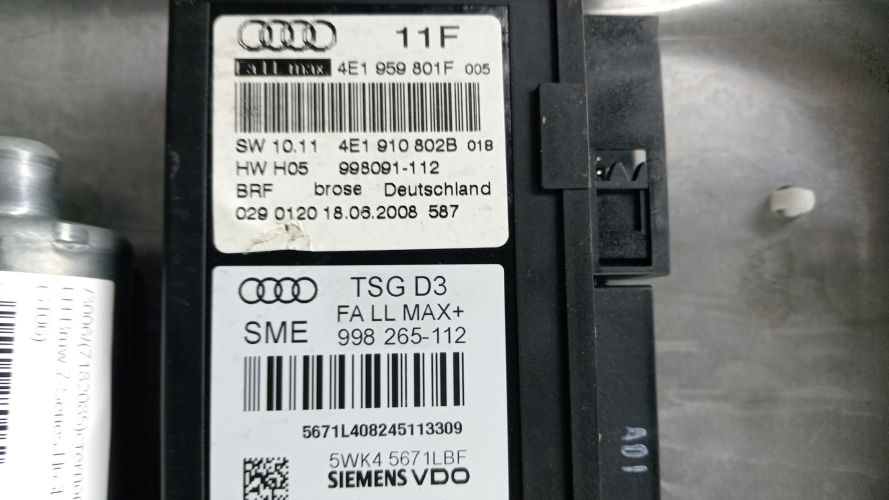 11F
Fa LL max. 4E1 959 801F 005
SW 10.11 4E1 910 802B 018
HW H05 998091-112
BRF brose Deutschland
029 0120 18.06.2008 587
TSG D3
FA LL MAX+
SME 998 265-112
5671L408245113309
5WK4 5671LBF
SIEMENS VDO
A01